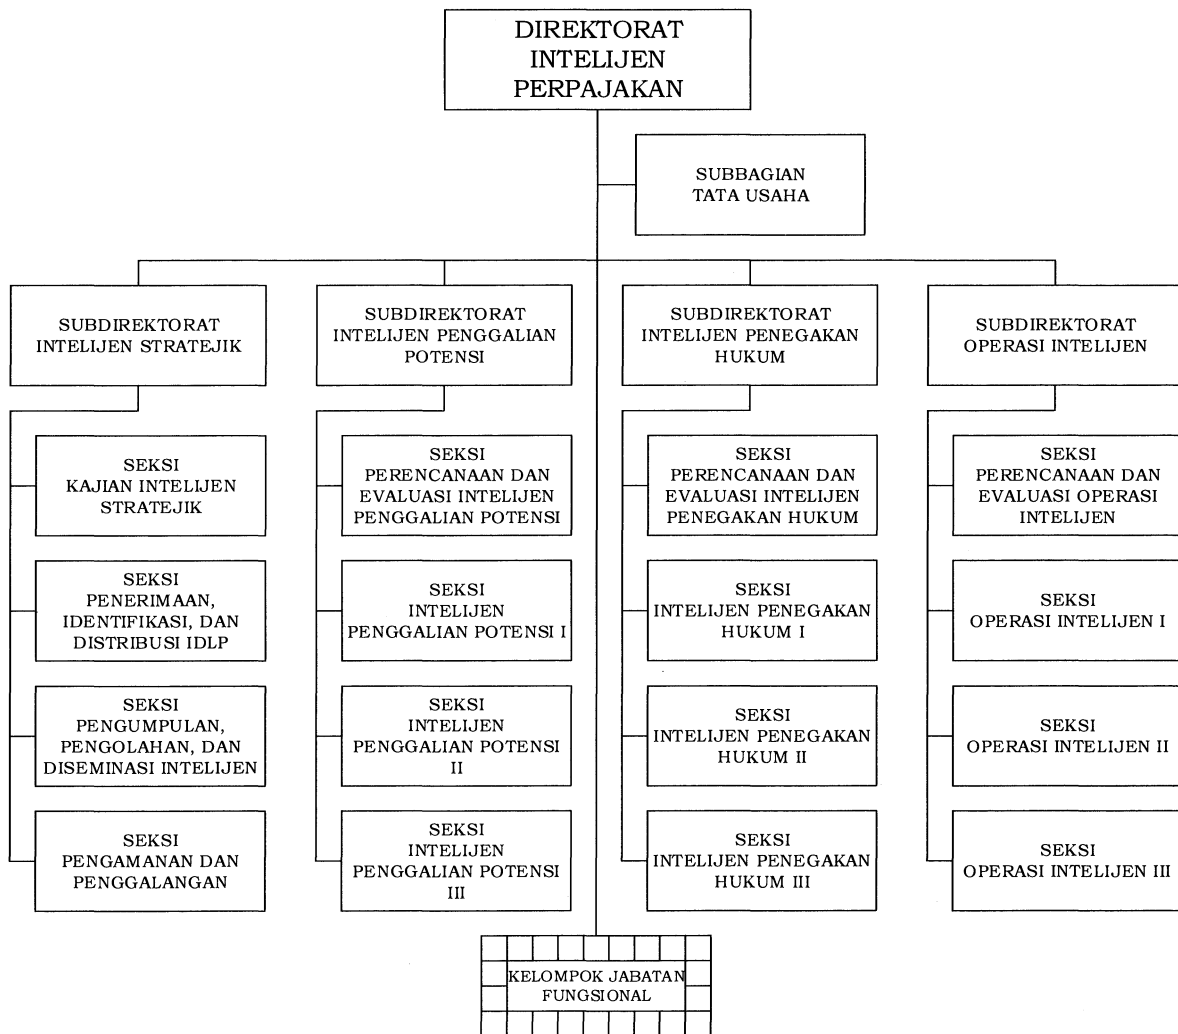 DIREKTORAT
INTELIJEN
PERPAJAKAN
SUBBAGIAN
TATA USAHA
SUBDIREKTORAT
INTELIJEN STRATEJIK
SUBDIREKTORAT
INTELIJEN PENGGALIAN
POTENSI
SUBDIREKTORAT
INTELIJEN PENEGAKAN
HUKUM
SUBDIREKTORAT
OPERASI INTELIJEN
SEKSI
KAJIAN INTELIJEN
STRATEJIK
SEKSI
PERENCANAAN DAN
EVALUASI INTELIJEN
PENGGALIAN POTENSI
SEKSI
PERENCANAAN DAN
EVALUASI INTELIJEN
PENEGAKAN HUKUM
SEKSI
PERENCANAAN DAN
EVALUASI OPERASI
INTELIJEN
SEKSI
PENERIMAAN,
IDENTIFIKASI, DAN
DISTRIBUSI IDLP
SEKSI
INTELIJEN
PENGGALIAN POTENSI I
SEKSI
INTELIJEN PENEGAKAN
HUKUM I
SEKSI
OPERASI INTELIJEN I
SEKSI
PENGUMPULAN,
PENGOLAHAN, DAN
DISEMINASI INTELIJEN
SEKSI
INTELIJEN
PENGGALIAN POTENSI
II
SEKSI
INTELIJEN PENEGAKAN
HUKUM II
SEKSI
OPERASI INTELIJEN II
SEKSI
PENGAMANAN DAN
PENGGALANGAN
SEKSI
INTELIJEN
PENGGALIAN POTENSI
III
SEKSI
INTELIJEN PENEGAKAN
HUKUM III
SEKSI
OPERASI INTELIJEN III
KELOMPOK JABATAN
FUNGSIONAL